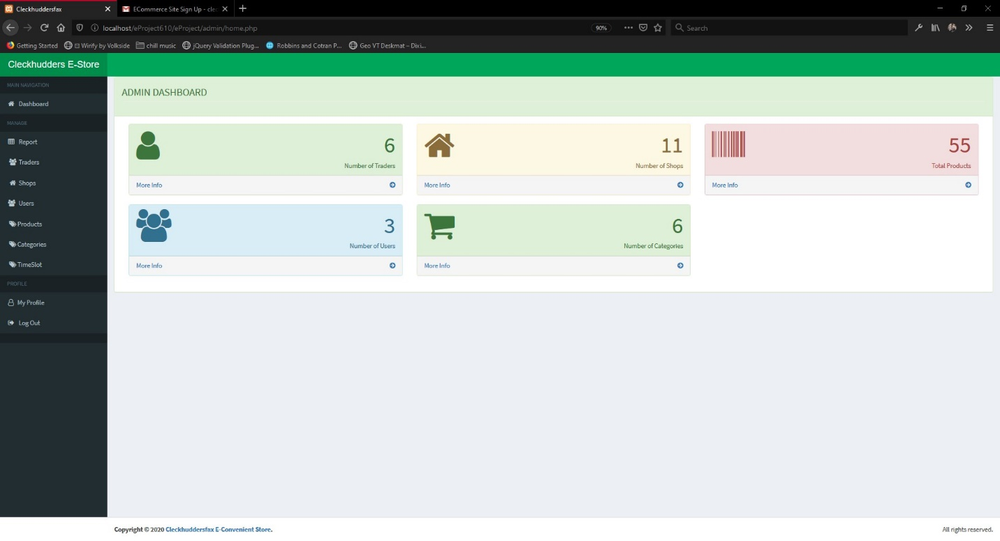 Cleckhuddersfax
ECommerce Site Sign Up - clec
localhost/eProject610/eProject/admin/home.php
90%
Search
Getting Started
Wirify by Volkside
chill music
jQuery Validation Plug...
Robbins and Cotran P...
Geo VT Deskmat – Dixi...
Cleckhudders E-Store
MAIN NAVIGATION
Dashboard
MANAGE
Report
Traders
Shops
Users
Products
Categories
TimeSlot
PROFILE
My Profile
Log Out
ADMIN DASHBOARD
6
Number of Traders
More Info
11
Number of Shops
More Info
55
Total Products
More Info
3
Number of Users
More Info
6
Number of Categories
More Info
Copyright © 2020 Cleckhuddersfax E-Convenient Store.
All rights reserved.